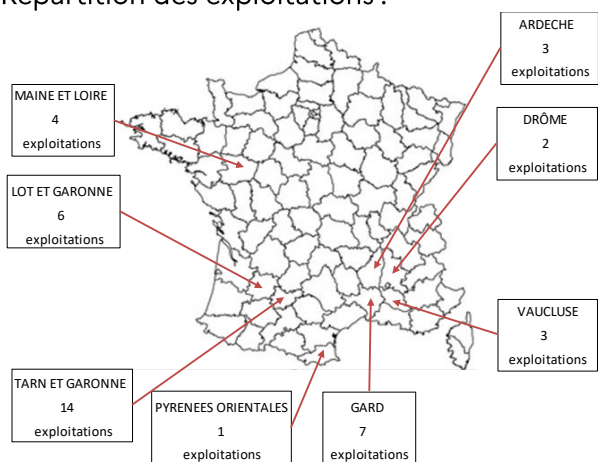 Répartition des exploitations :
ARDECHE
3
exploitations
MAINE ET LOIRE
4
exploitations
DRÔME
2
exploitations
LOT ET GARONNE
6
exploitations
VAUCLUSE
3
exploitations
TARN ET GARONNE
14
exploitations
PYRENEES ORIENTALES
1
exploitations
GARD
7
exploitations